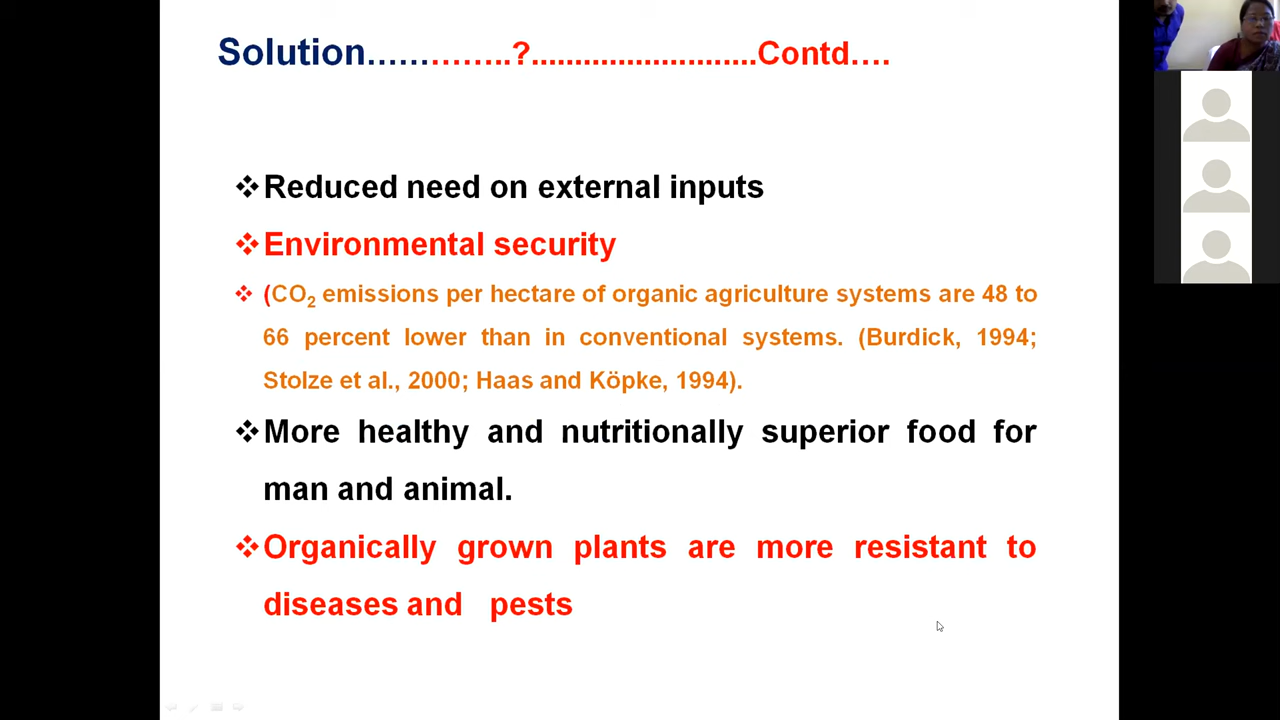 Solution……..……..?..........................Contd….
❖Reduced need on external inputs
❖Environmental security
❖ (CO₂ emissions per hectare of organic agriculture systems are 48 to
66 percent lower than in conventional systems. (Burdick, 1994;
Stolze et al., 2000; Haas and Köpke, 1994).
❖More healthy and nutritionally superior food for
man and animal.
❖Organically grown plants are more resistant to
diseases and pests